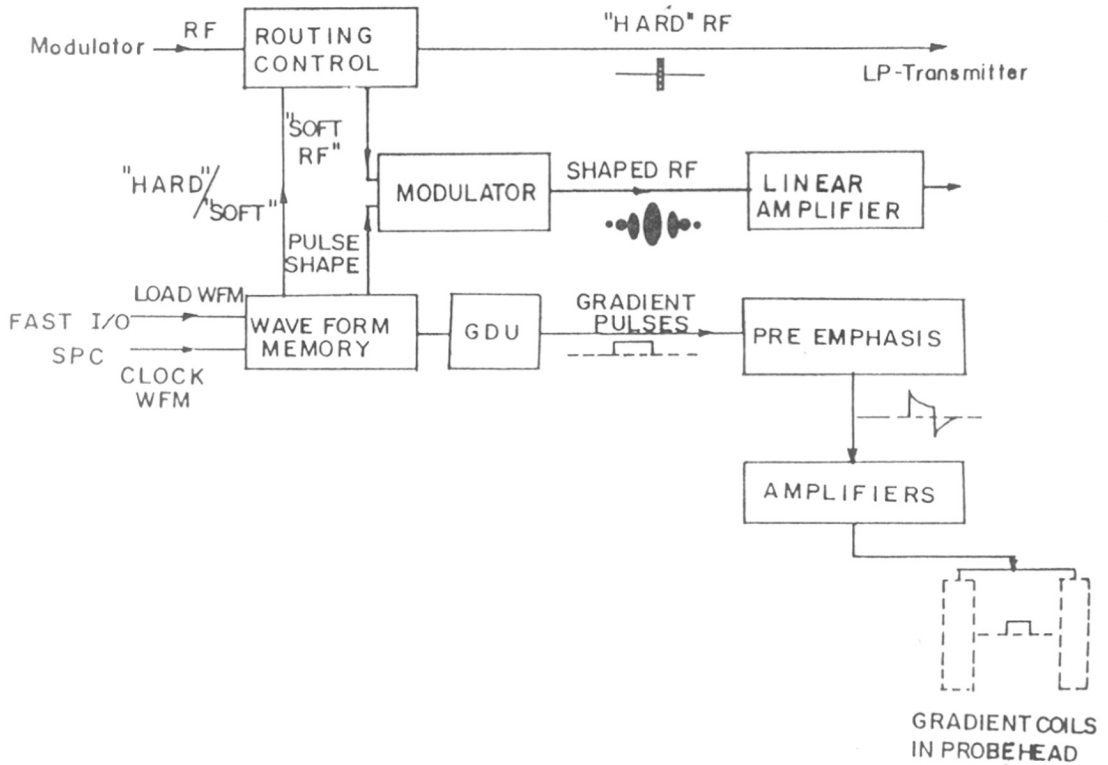 Modulator
RF
ROUTING
CONTROL
"HARD" RF
LP-Transmitter
"SOFT
RF"
"HARD"/
"SOFT"
MODULATOR
SHAPED RF
LINEAR
AMPLIFIER
PULSE
SHAPE
LOAD WFM
FAST I/O
SPC
CLOCK
WFM
WAVE FORM
MEMORY
GDU
GRADIENT
PULSES
PRE EMPHASIS
AMPLIFIERS
GRADIENT COILS
IN PROBEHEAD